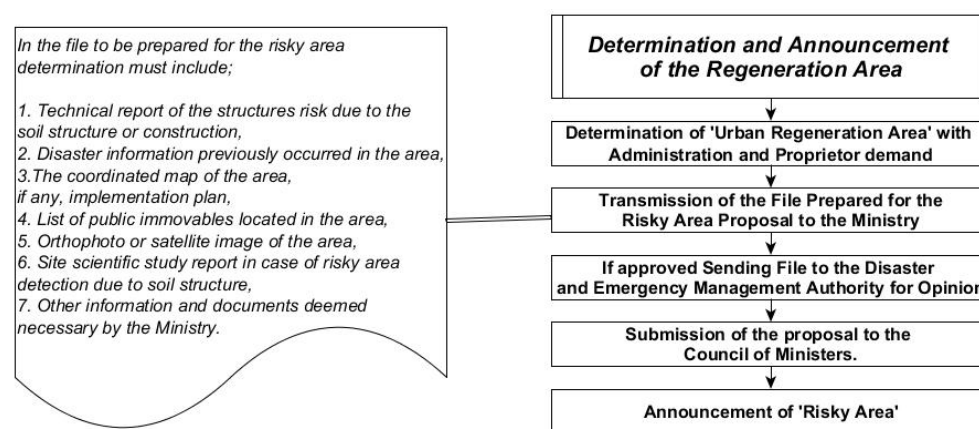 In the file to be prepared for the risky area
determination must include;
1. Technical report of the structures risk due to the
soil structure or construction,
2. Disaster information previously occurred in the area,
3.The coordinated map of the area,
if any, implementation plan,
4. List of public immovables located in the area,
5. Orthophoto or satellite image of the area,
6. Site scientific study report in case of risky area
detection due to soil structure,
7. Other information and documents deemed
necessary by the Ministry.
Determination and Announcement
of the Regeneration Area
Determination of 'Urban Regeneration Area' with
Administration and Proprietor demand
Transmission of the File Prepared for the
Risky Area Proposal to the Ministry
If approved Sending File to the Disaster
and Emergency Management Authority for Opinion
Submission of the proposal to the
Council of Ministers.
Announcement of 'Risky Area'